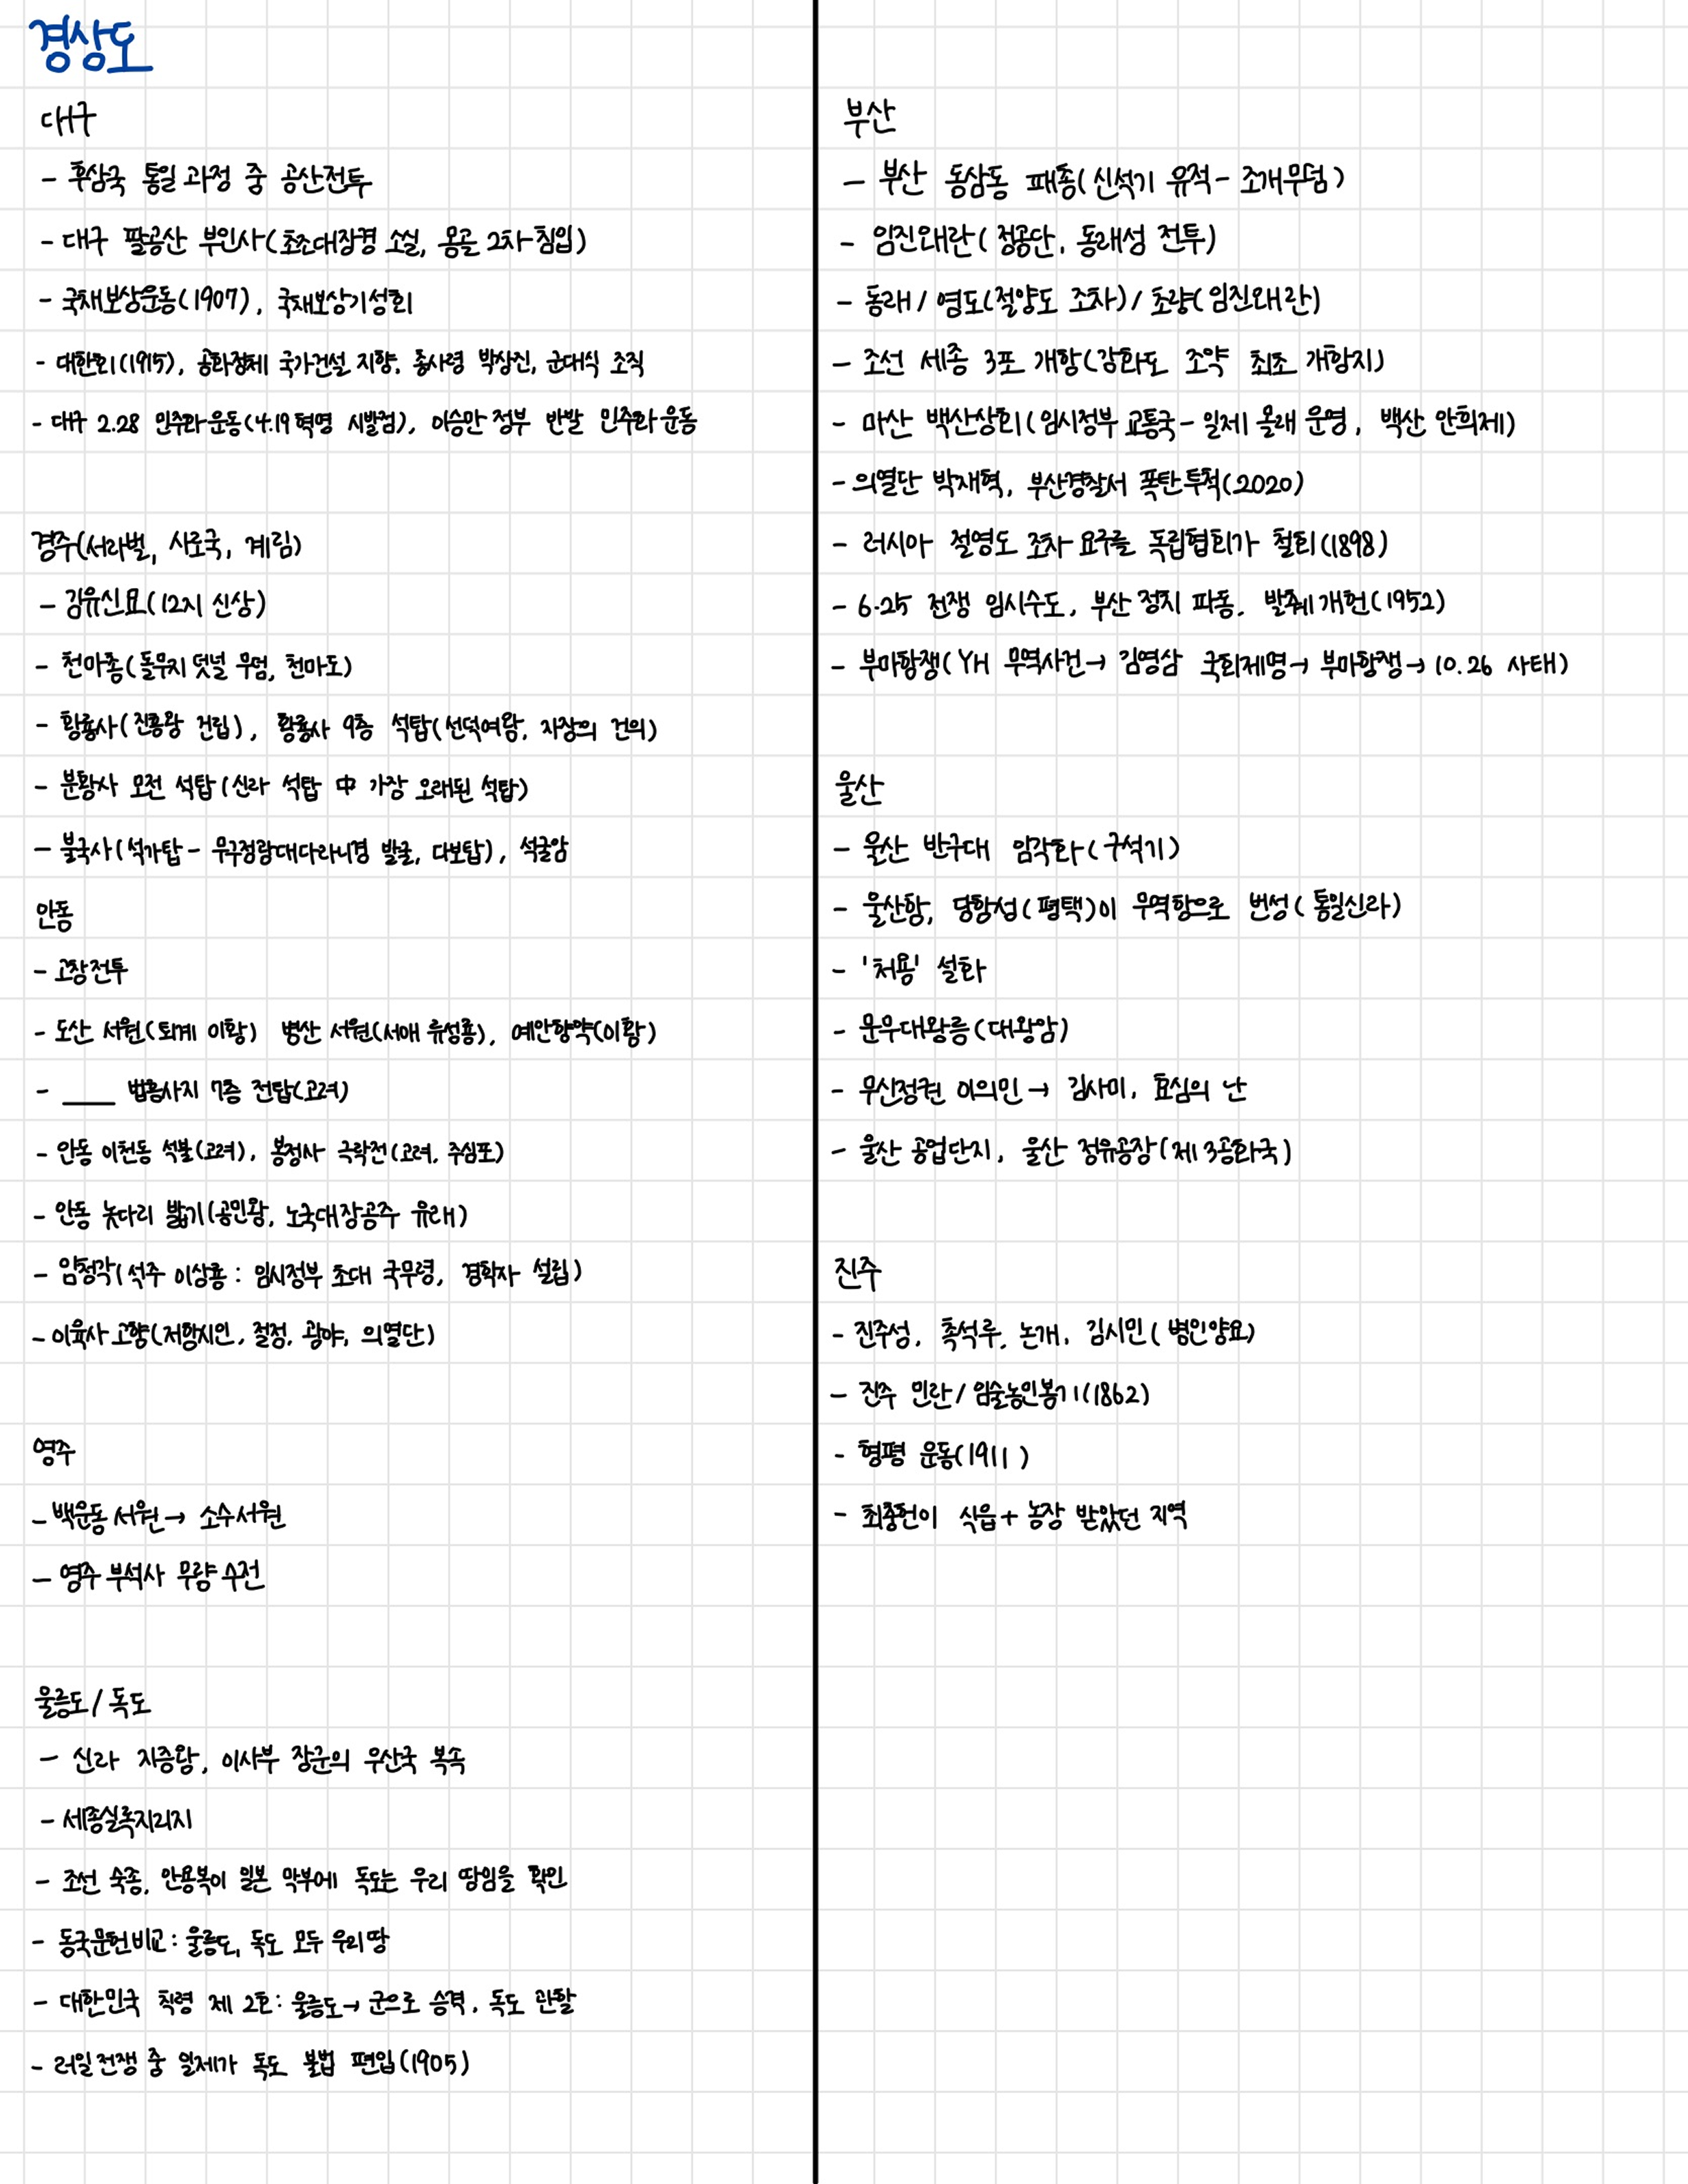 경상도
대구
- 후삼국 통일 과정 중 공산전투
- 대구 팔공산 부인사(초조대장경 소실, 몽골 2차 침입)
- 국채보상운동(1907), 국채보상기성회
- 대한광복회(1915), 공화정체 국가건설 지향, 총사령 박상진, 군대식 조직
- 대구 2.28 민주화운동(4.19 혁명 시발점), 이승만 정부 반발 민주화 운동
경주(서라벌, 사로국, 계림)
- 김유신묘(12지 신상)
- 천마총(돌무지 덧널 무덤, 천마도)
- 황룡사(진흥왕 건립), 황룡사 9층 석탑(선덕여왕, 자장의 건의)
- 분황사 모전 석탑(신라 석탑 中 가장 오래된 석탑)
- 불국사(석가탑 - 무구정광대다라니경 발굴, 다보탑), 석굴암
안동
- 고창전투
- 도산 서원(퇴계 이황) 병산 서원(서애 류성룡), 예안향약(이황)
- ____ 법흥사지 7층 전탑(고려)
- 안동 이천동 석불(고려), 봉정사 극락전(고려, 주심포)
- 안동 놋다리 밟기(공민왕, 노국대장공주 유래)
- 임청각(석주 이상룡 : 임시정부 초대 국무령, 경학사 설립)
- 이육사 고향(저항시인, 절정, 광야, 의열단)
영주
- 백운동 서원 → 소수서원
- 영주 부석사 무량수전
울릉도 / 독도
- 신라 지증왕, 이사부 장군의 우산국 복속
- 세종실록지리지
- 조선 숙종, 안용복이 일본 막부에 독도는 우리 땅임을 확인
- 동국문헌비고 : 울릉도, 독도 모두 우리 땅
- 대한민국 칙령 제 2호 : 울릉도 → 군으로 승격, 독도 관할
- 러일 전쟁 중 일제가 독도 불법 편입(1905)
부산
- 부산 동삼동 패총(신석기 유적 - 조개무덤)
- 임진왜란(정공단, 동래성 전투)
- 동래 / 영도(절양도 조차) / 초량(임진왜란)
- 조선 세종 3포 개항(강화도 조약 최초 개항지)
- 마산 백산상회(임시정부 교통국 - 일제 몰래 운영, 백산 안희제)
- 의열단 박재혁, 부산경찰서 폭탄투척(2020)
- 러시아 절영도 조차 요구를 독립협회가 철회(1898)
- 6.25 전쟁 임시수도, 부산 정치 파동, 발췌개헌(1952)
- 부마항쟁(YH 무역사건 → 김영삼 국회제명 → 부마항쟁 → 10.26 사태)
울산
- 울산 반구대 암각화(구석기)
- 울산항, 당항성(평택)이 무역항으로 번성(통일신라)
- '처용' 설화
- 문무대왕릉(대왕암)
- 무신정권 이의민 → 김사미, 효심의 난
- 울산 공업단지, 울산 정유공장(제 3공화국)
진주
- 진주성, 촉석루, 논개, 김시민(병인양요)
- 진주 민란 / 임술농민봉기(1862)
- 형평 운동(1911)
- 최충헌이 식읍 + 농장 받았던 지역